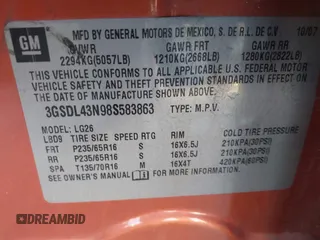 GM
MFD BY GENERAL MOTORS DE MEXICO, S. DE R.L. DE C.V. 10/07
GVWR GAWR FRT GAWR RR
2294KG(5057LB) 1210KG(2668LB) 1280KG(2822LB)
THIS VEHICLE CONFORMS TO ALL APPLICABLE U.S. FEDERAL
MOTOR VEHICLE SAFETY STANDARDS IN EFFECT ON THE
DATE OF MANUFACTURE SHOWN ABOVE.
3GSDL43N98S583863 TYPE: M.P.V.
MODEL: LG26
TIRE SIZE SPEED RTG RIM COLD TIRE PRESSURE
FRT P235/65R16 S 16X6.5J 210KPA(30PSI)
RR P235/65R16 S 16X6.5J 210KPA(30PSI)
SPA T135/70R16 M 16X4T 420KPA(60PSI)
SEE OWNER'S MANUAL FOR ADDITIONAL INFORMATION
DREAMBID